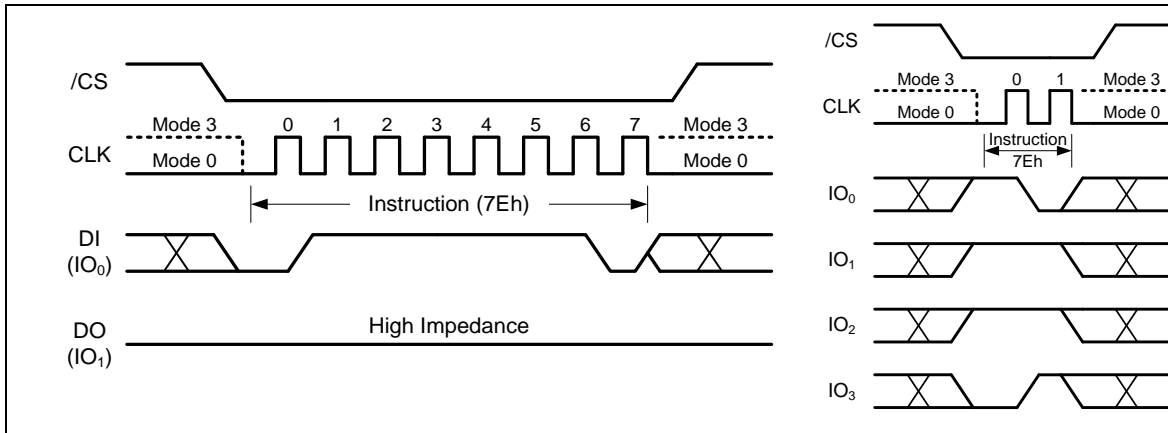 /CS
Mode 3
0 1 2 3 4 5 6 7
Mode 3
CLK
Mode 0
Mode 0
Instruction (7Eh)
DI
(IO₀)
DO
(IO₁)
High Impedance
/CS
Mode 3
0 1
Mode 3
CLK
Mode 0
Mode 0
Instruction
7Eh
IO₀
IO₁
IO₂
IO₃